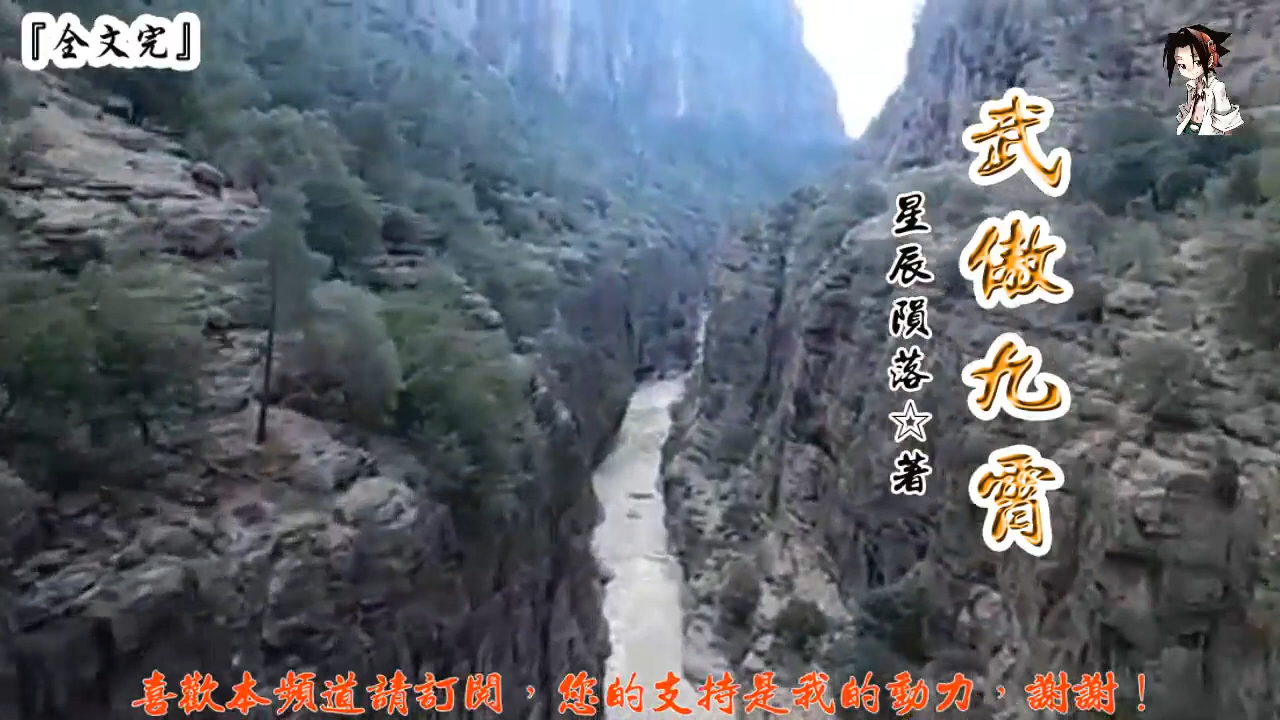 『全文完』
武傲九霄
星辰隕落☆著
喜歡本頻道請訂閱，您的支持是我的動力，謝謝！